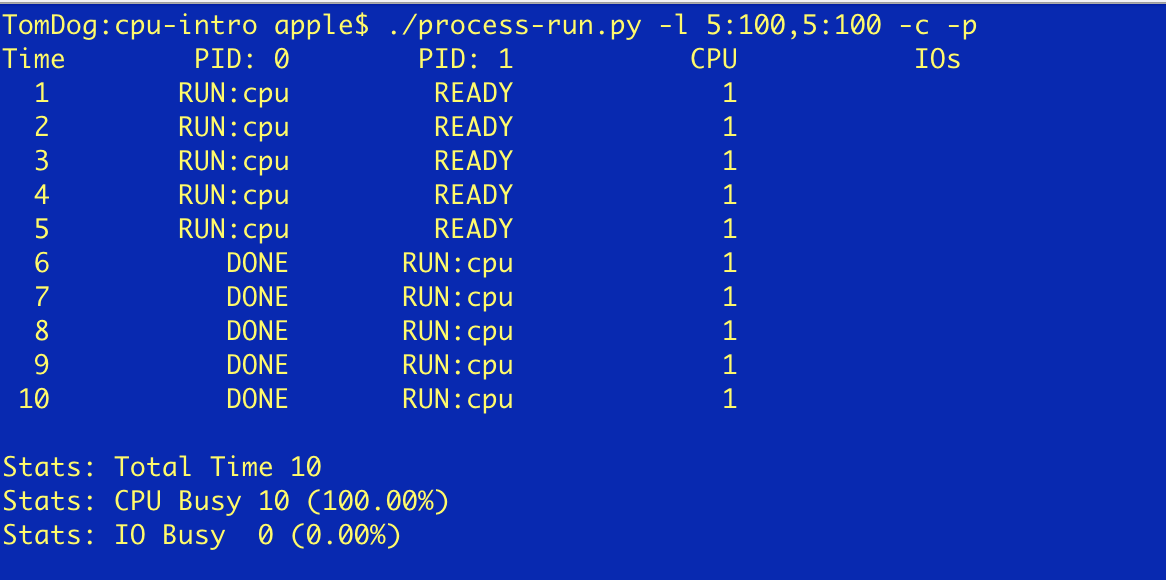 TomDog:cpu-intro apple$ ./process-run.py -l 5:100,5:100 -c -p
Time        PID: 0        PID: 1           CPU           IOs
  1        RUN:cpu         READY             1
  2        RUN:cpu         READY             1
  3        RUN:cpu         READY             1
  4        RUN:cpu         READY             1
  5        RUN:cpu         READY             1
  6           DONE       RUN:cpu             1
  7           DONE       RUN:cpu             1
  8           DONE       RUN:cpu             1
  9           DONE       RUN:cpu             1
 10           DONE       RUN:cpu             1
Stats: Total Time 10
Stats: CPU Busy 10 (100.00%)
Stats: IO Busy  0 (0.00%)